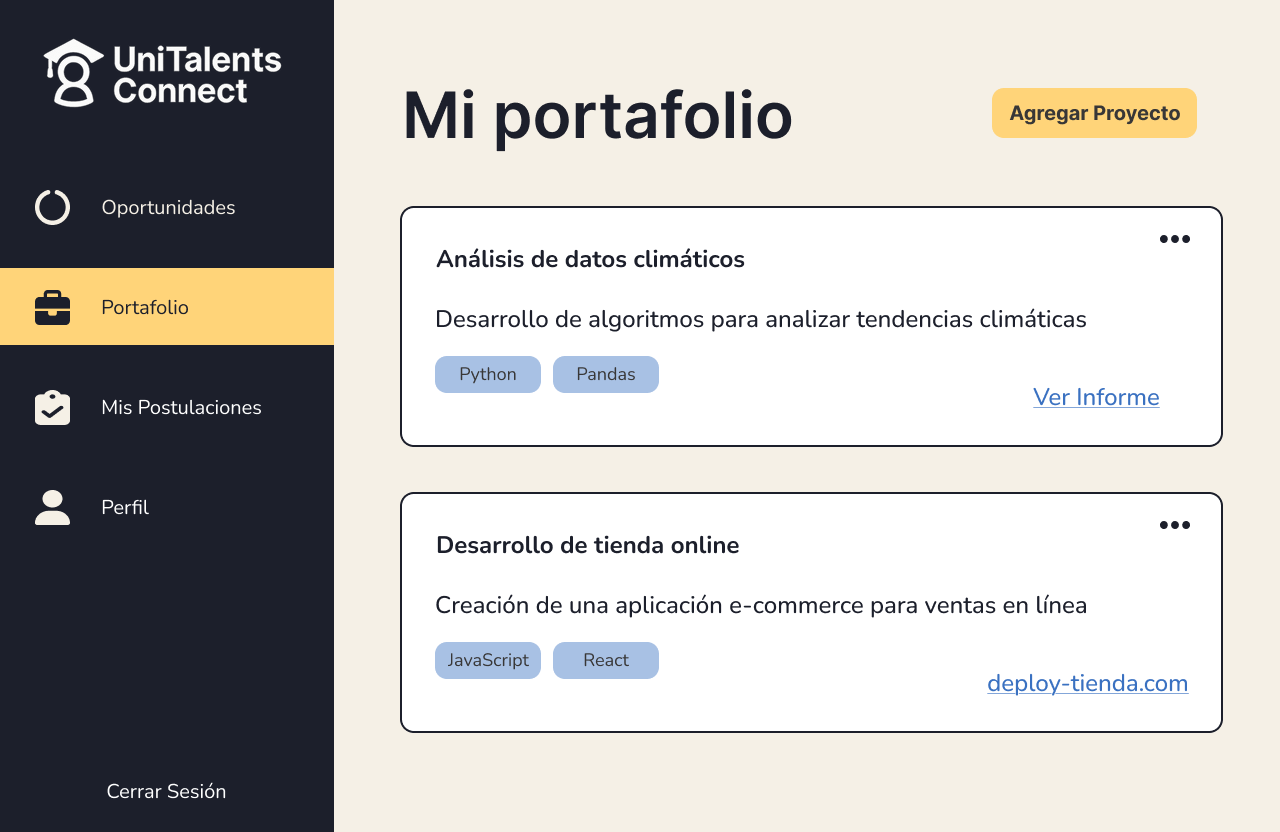 UniTalents
Connect
Oportunidades
Portafolio
Mis Postulaciones
Perfil
Cerrar Sesión
Mi portafolio
Agregar Proyecto
Análisis de datos climáticos
Desarrollo de algoritmos para analizar tendencias climáticas
Python Pandas
Ver Informe
Desarrollo de tienda online
Creación de una aplicación e-commerce para ventas en línea
JavaScript React
deploy-tienda.com